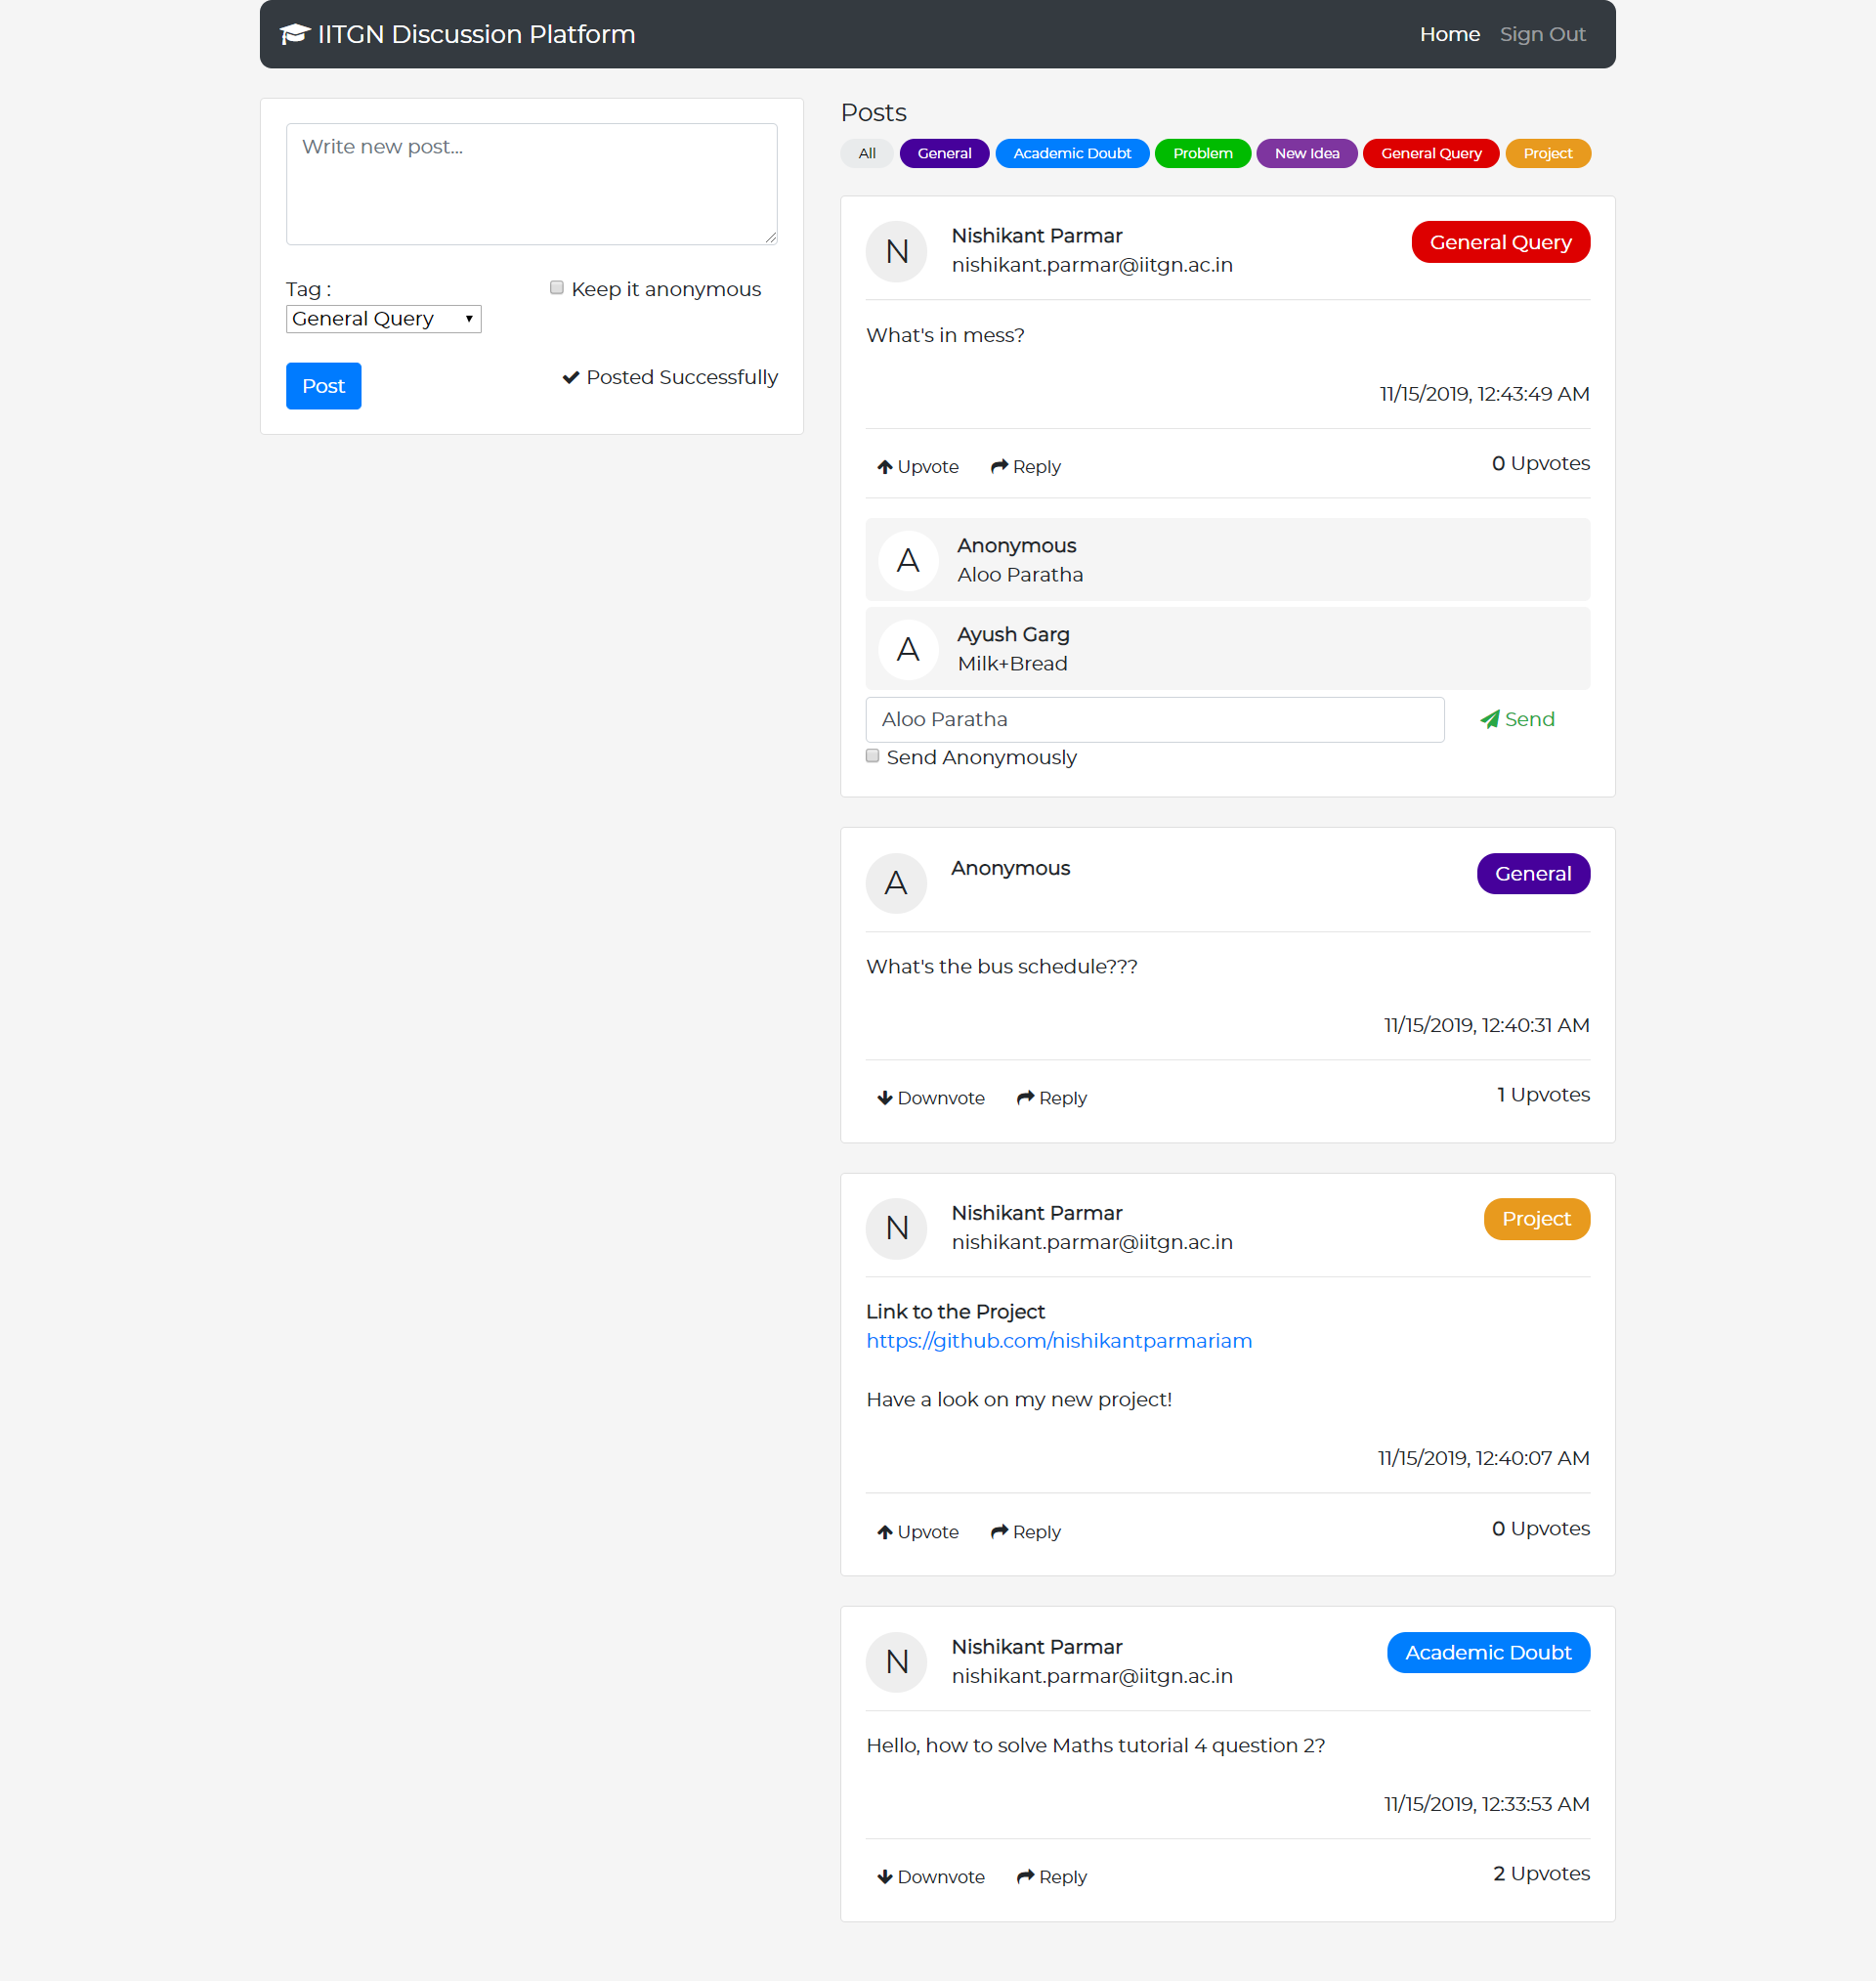 IITGN Discussion Platform
Home Sign Out
Write new post...
Tag :
General Query
Keep it anonymous
Post
Posted Successfully
Posts
All General Academic Doubt Problem New Idea General Query Project
N
Nishikant Parmar
nishikant.parmar@iitgn.ac.in
General Query
What's in mess?
11/15/2019, 12:43:49 AM
Upvote Reply 0 Upvotes
A
Anonymous
Aloo Paratha
A
Ayush Garg
Milk+Bread
Aloo Paratha Send
Send Anonymously
A
Anonymous
General
What's the bus schedule???
11/15/2019, 12:40:31 AM
Downvote Reply 1 Upvotes
N
Nishikant Parmar
nishikant.parmar@iitgn.ac.in
Project
Link to the Project
https://github.com/nishikantparmariam
Have a look on my new project!
11/15/2019, 12:40:07 AM
Upvote Reply 0 Upvotes
N
Nishikant Parmar
nishikant.parmar@iitgn.ac.in
Academic Doubt
Hello, how to solve Maths tutorial 4 question 2?
11/15/2019, 12:33:53 AM
Downvote Reply 2 Upvotes